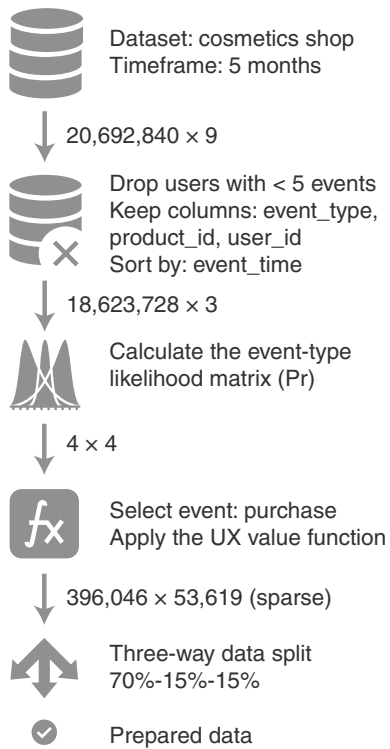 Dataset: cosmetics shop
Timeframe: 5 months
20,692,840 × 9
Drop users with < 5 events
Keep columns: event_type,
product_id, user_id
Sort by: event_time
18,623,728 × 3
Calculate the event-type
likelihood matrix (Pr)
4 × 4
fx
Select event: purchase
Apply the UX value function
396,046 × 53,619 (sparse)
Three-way data split
70%-15%-15%
Prepared data